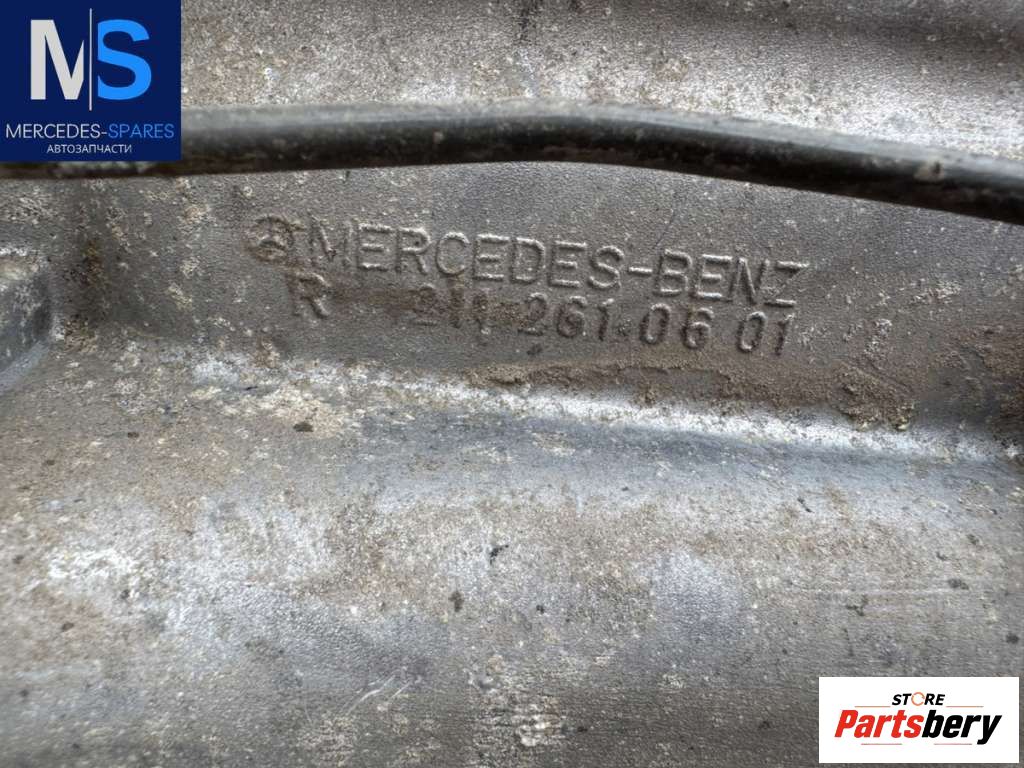 MS
MERCEDES-SPARES
АВТОЗАПЧАСТИ
MERCEDES-BENZ
R 211 261 06 01
STORE
Partsbery